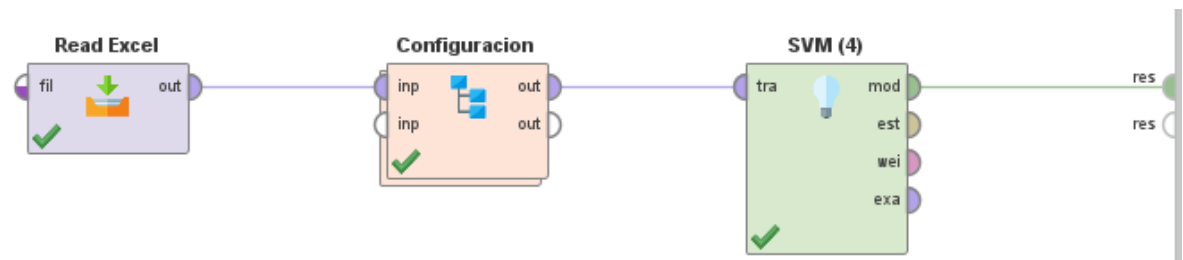 Read Excel
fil
out
Configuracion
inp
out
inp
out
SVM (4)
tra
mod
est
wei
exa
res
res